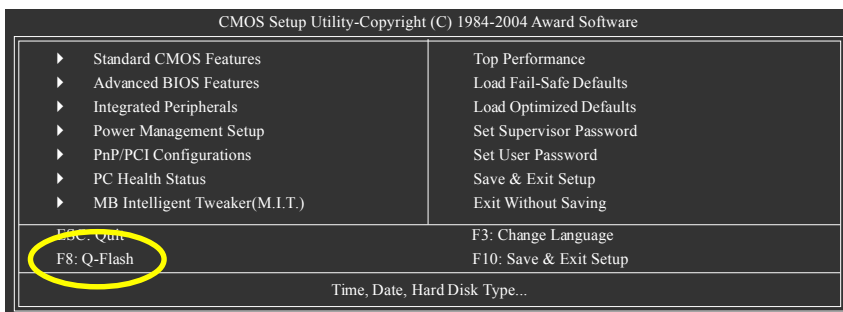 CMOS Setup Utility-Copyright (C) 1984-2004 Award Software
Standard CMOS Features
Advanced BIOS Features
Integrated Peripherals
Power Management Setup
PnP/PCI Configurations
PC Health Status
MB Intelligent Tweaker(M.I.T.)
Top Performance
Load Fail-Safe Defaults
Load Optimized Defaults
Set Supervisor Password
Set User Password
Save & Exit Setup
Exit Without Saving
ESC: Quit
F8: Q-Flash
F3: Change Language
F10: Save & Exit Setup
Time, Date, Hard Disk Type...